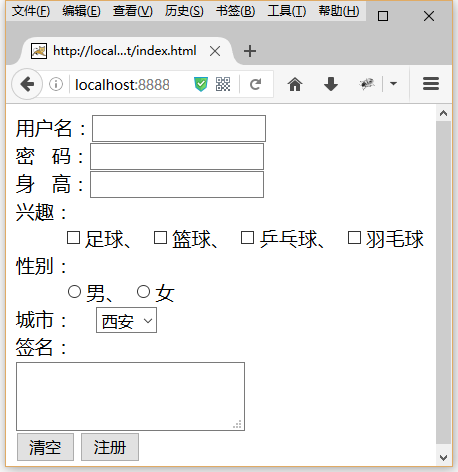 文件(F) 编辑(E) 查看(V) 历史(S) 书签(B) 工具(T) 帮助(H)
http://local...t/index.html
localhost:8888
用户名：
密 码：
身 高：
兴趣：
足球、 篮球、 乒乓球、 羽毛球
性别：
男、 女
城市： 西安
签名：
清空 注册